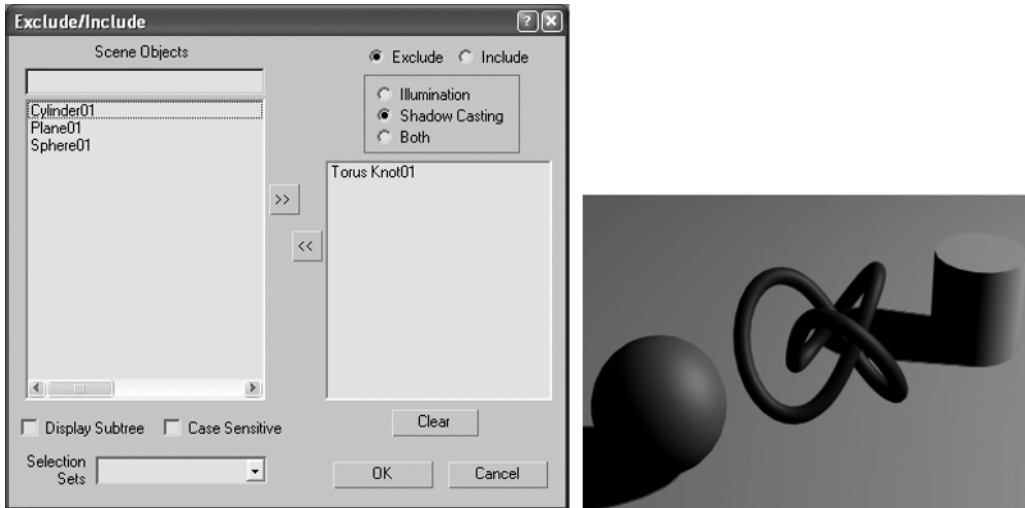 Exclude/Include
Scene Objects
Exclude Include
Illumination
Shadow Casting
Both
Cylinder01
Plane01
Sphere01
Torus Knot01
>>
<<
Display Subtree Case Sensitive
Clear
Selection
Sets
OK Cancel